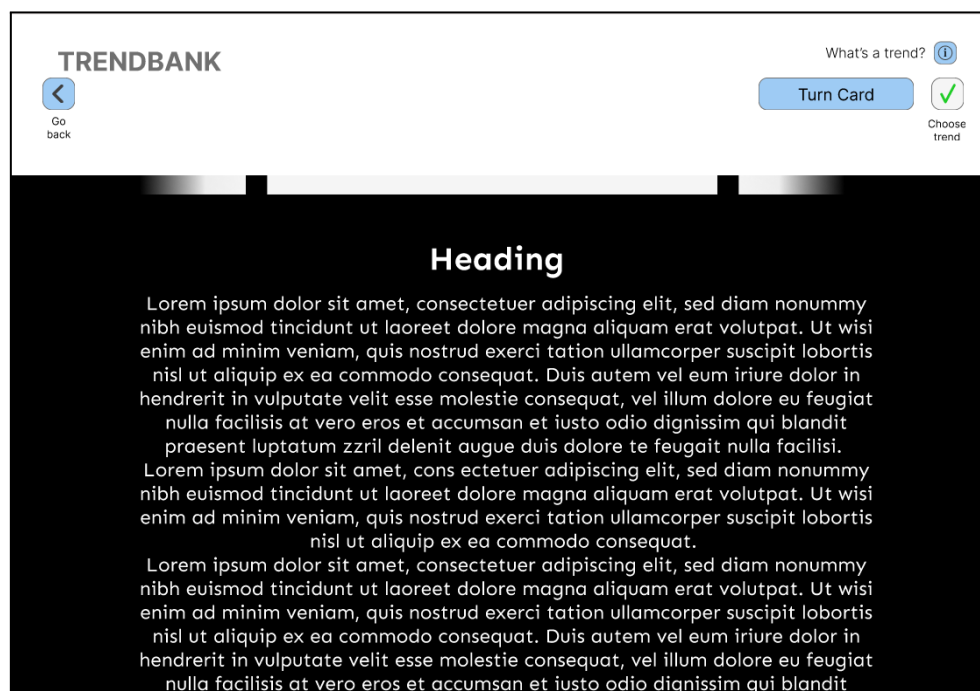 TRENDBANK
What's a trend?
Turn Card
Go
back
Choose
trend
Heading
Lorem ipsum dolor sit amet, consectetuer adipiscing elit, sed diam nonummy
nibh euismod tincidunt ut laoreet dolore magna aliquam erat volutpat. Ut wisi
enim ad minim veniam, quis nostrud exerci tation ullamcorper suscipit lobortis
nisl ut aliquip ex ea commodo consequat. Duis autem vel eum iriure dolor in
hendrerit in vulputate velit esse molestie consequat, vel illum dolore eu feugiat
nulla facilisis at vero eros et accumsan et iusto odio dignissim qui blandit
praesent luptatum zzril delenit augue duis dolore te feugait nulla facilisi.
Lorem ipsum dolor sit amet, cons ectetuer adipiscing elit, sed diam nonummy
nibh euismod tincidunt ut laoreet dolore magna aliquam erat volutpat. Ut wisi
enim ad minim veniam, quis nostrud exerci tation ullamcorper suscipit lobortis
nisl ut aliquip ex ea commodo consequat.
Lorem ipsum dolor sit amet, consectetuer adipiscing elit, sed diam nonummy
nibh euismod tincidunt ut laoreet dolore magna aliquam erat volutpat. Ut wisi
enim ad minim veniam, quis nostrud exerci tation ullamcorper suscipit lobortis
nisl ut aliquip ex ea commodo consequat. Duis autem vel eum iriure dolor in
hendrerit in vulputate velit esse molestie consequat, vel illum dolore eu feugiat
nulla facilisis at vero eros et accumsan et iusto odio dignissim qui blandit